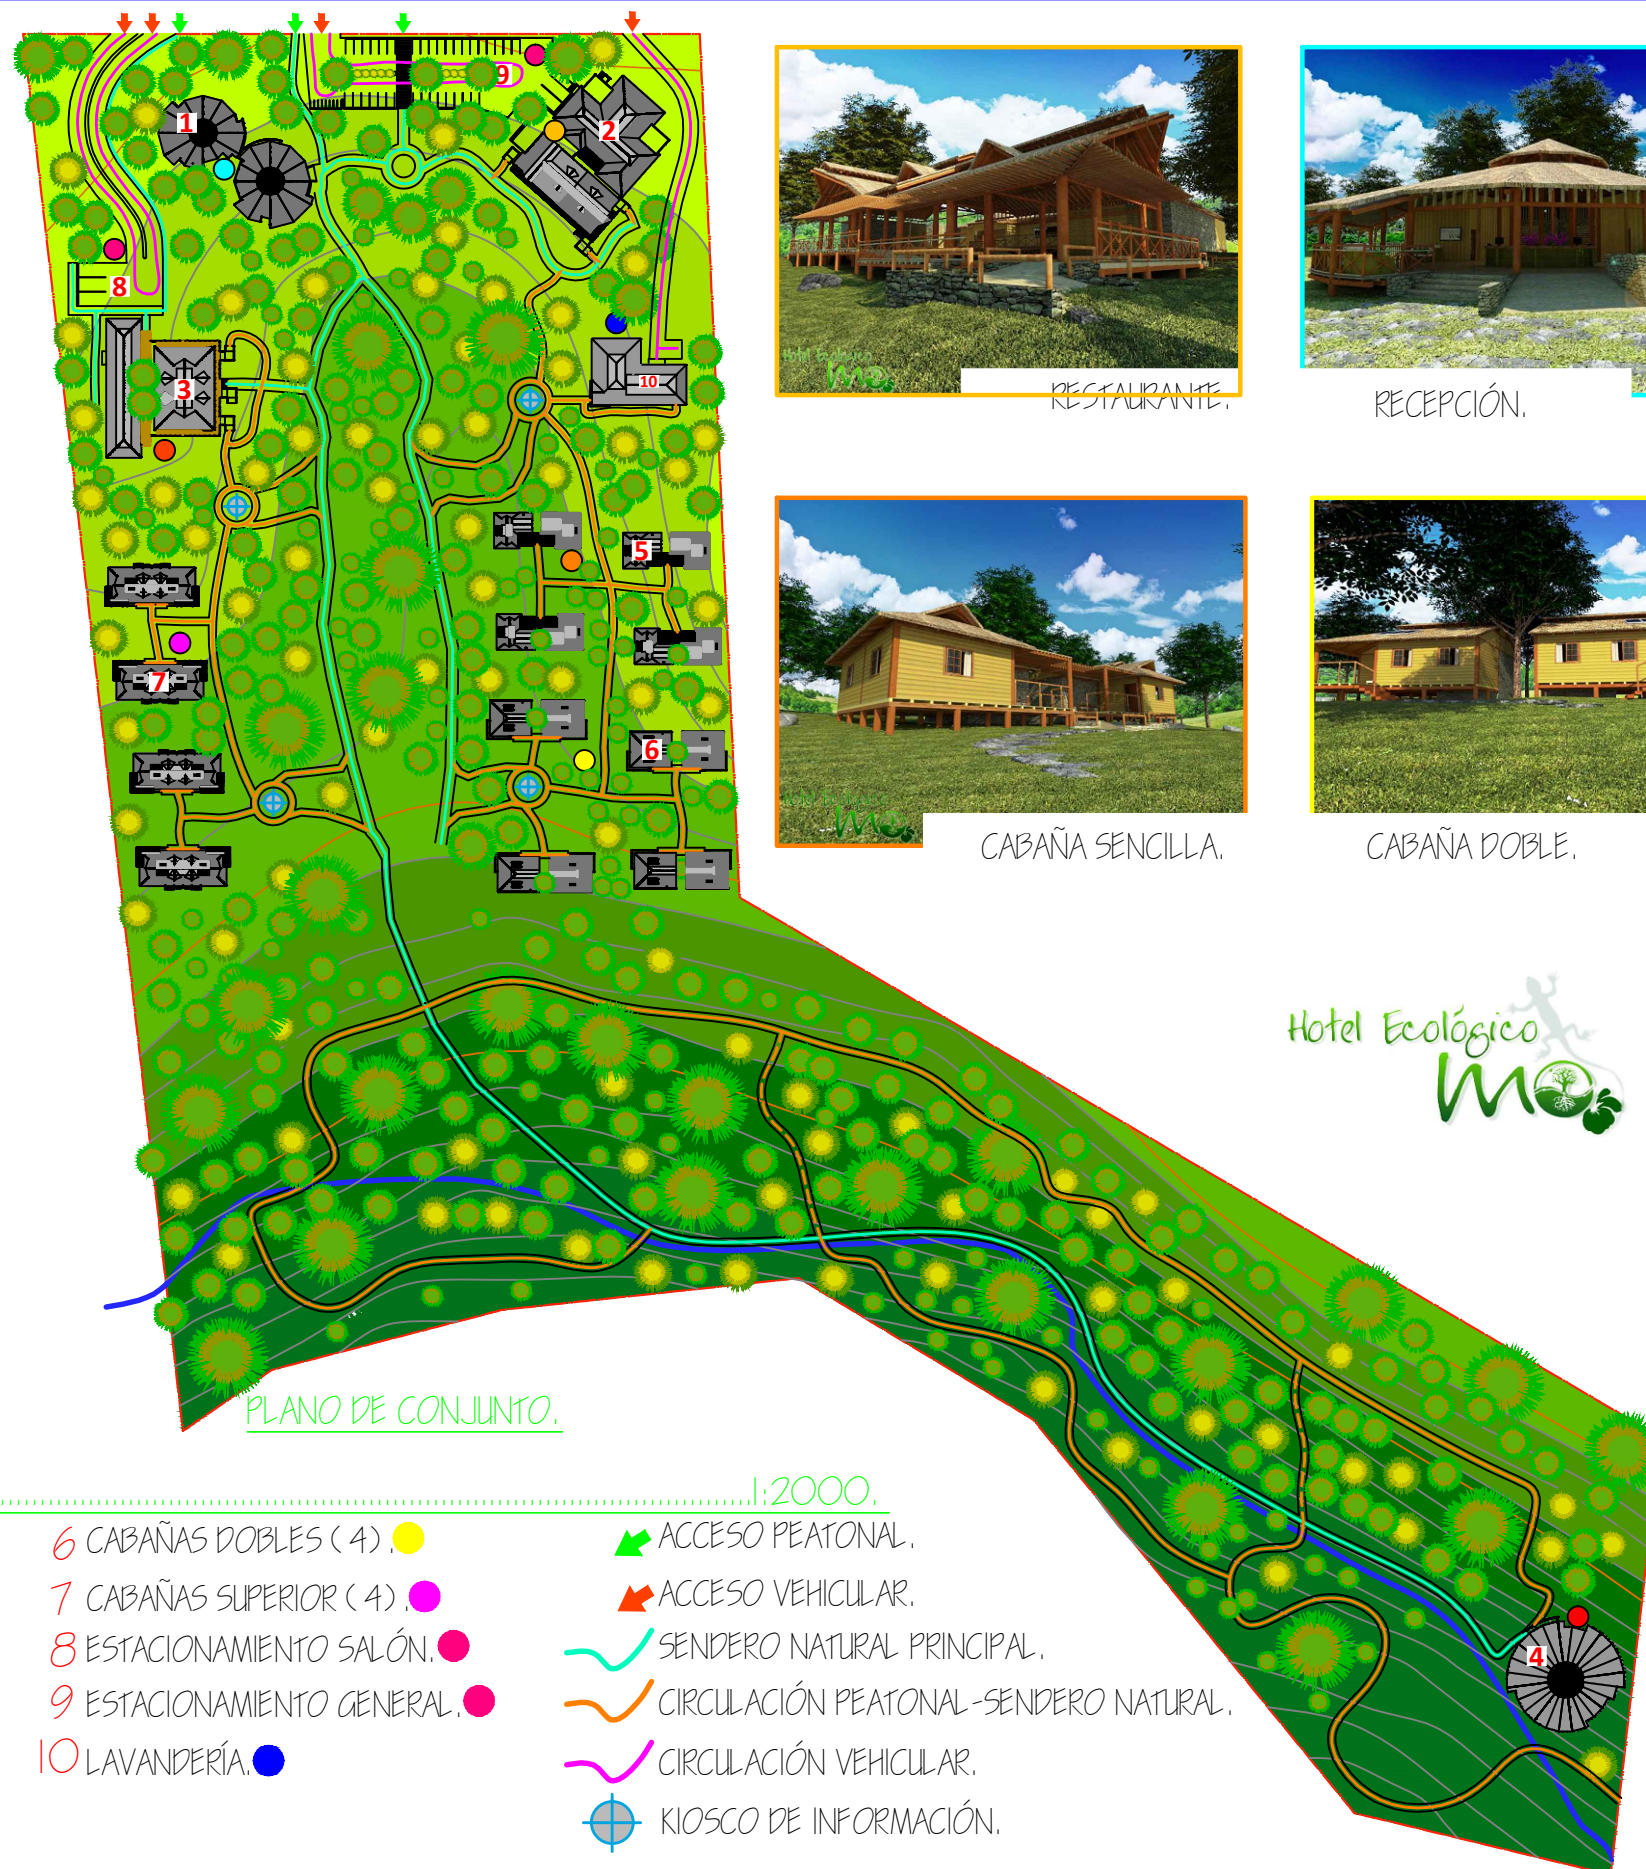 1
2
9
8
3
10
5
7
6
4
RESTAURANTE.
RECEPCIÓN.
CABAÑA SENCILLA.
CABAÑA DOBLE.
Hotel Ecológico
MO
PLANO DE CONJUNTO.
1:2000.
6 CABAÑAS DOBLES ( 4 ).
7 CABAÑAS SUPERIOR ( 4 ).
8 ESTACIONAMIENTO SALÓN.
9 ESTACIONAMIENTO GENERAL.
10 LAVANDERÍA.
ACCESO PEATONAL.
ACCESO VEHICULAR.
SENDERO NATURAL PRINCIPAL.
CIRCULACIÓN PEATONAL-SENDERO NATURAL.
CIRCULACIÓN VEHICULAR.
KIOSCO DE INFORMACIÓN.